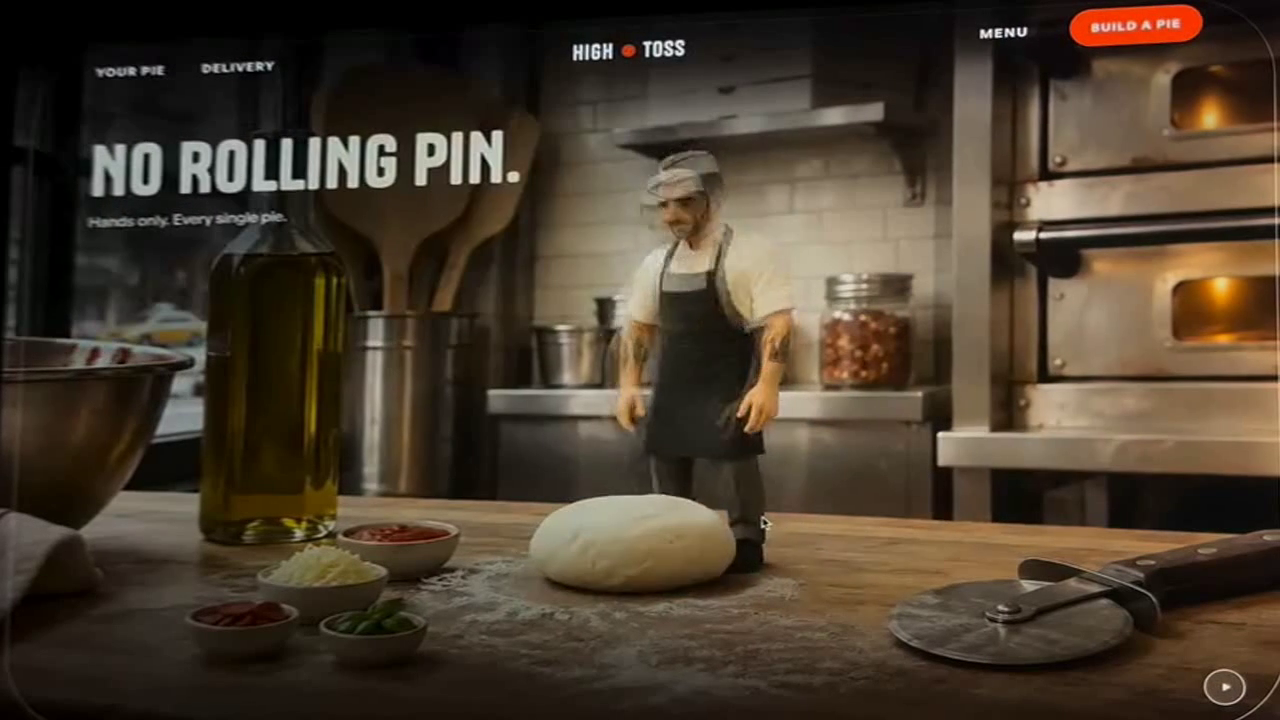 YOUR PIE
DELIVERY
HIGH TOSS
MENU
BUILD A PIE
NO ROLLING PIN.
Hands only. Every single pie.